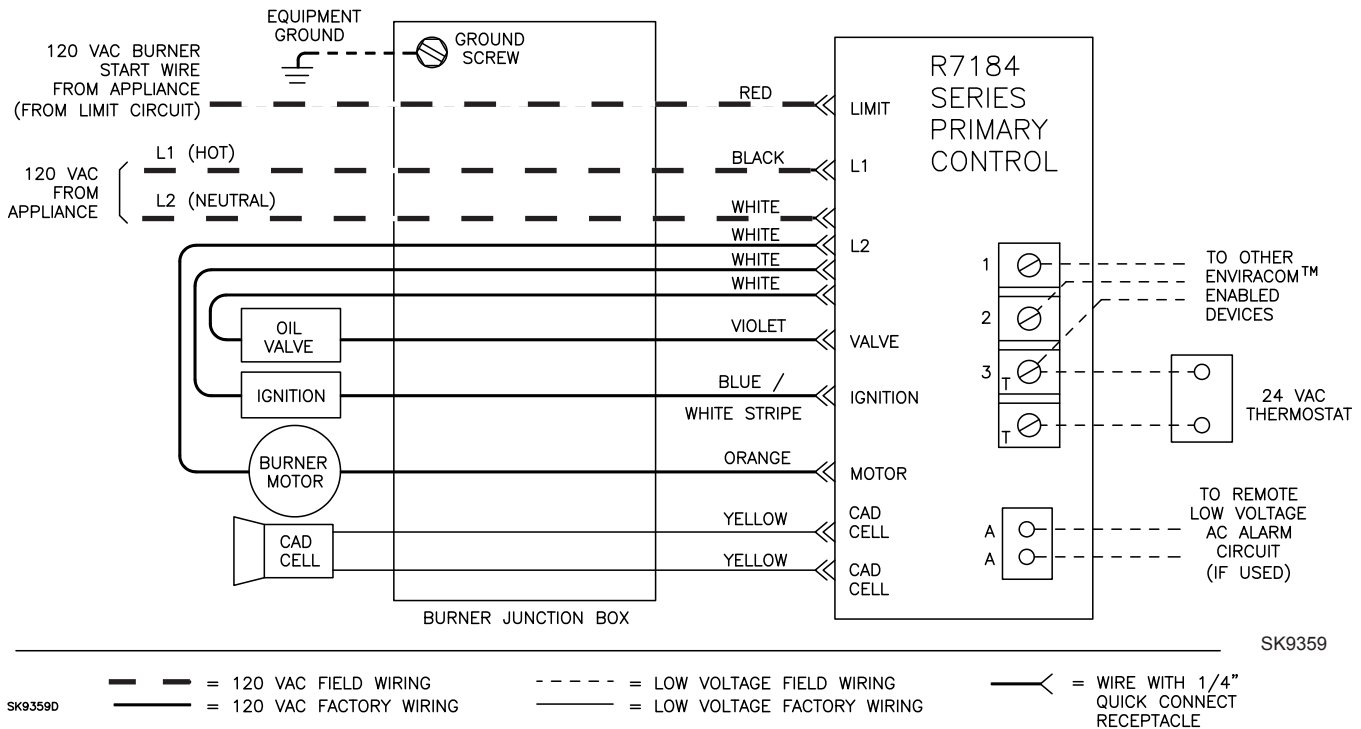 EQUIPMENT
GROUND
GROUND
SCREW
120 VAC BURNER
START WIRE
FROM APPLIANCE
(FROM LIMIT CIRCUIT)
RED
LIMIT
R7184
SERIES
PRIMARY
CONTROL
L1 (HOT)
BLACK
L1
120 VAC
FROM
APPLIANCE
L2 (NEUTRAL)
WHITE
WHITE
L2
WHITE
WHITE
OIL
VALVE
VIOLET
VALVE
IGNITION
BLUE /
WHITE STRIPE
IGNITION
BURNER
MOTOR
ORANGE
MOTOR
CAD
CELL
YELLOW
CAD
CELL
YELLOW
CAD
CELL
BURNER JUNCTION BOX
1
2
3
T
T
TO OTHER
ENVIRACOM™
ENABLED
DEVICES
24 VAC
THERMOSTAT
A
A
TO REMOTE
LOW VOLTAGE
AC ALARM
CIRCUIT
(IF USED)
SK9359
= 120 VAC FIELD WIRING
= 120 VAC FACTORY WIRING
= LOW VOLTAGE FIELD WIRING
= LOW VOLTAGE FACTORY WIRING
= WIRE WITH 1/4”
QUICK CONNECT
RECEPTACLE
SK9359D